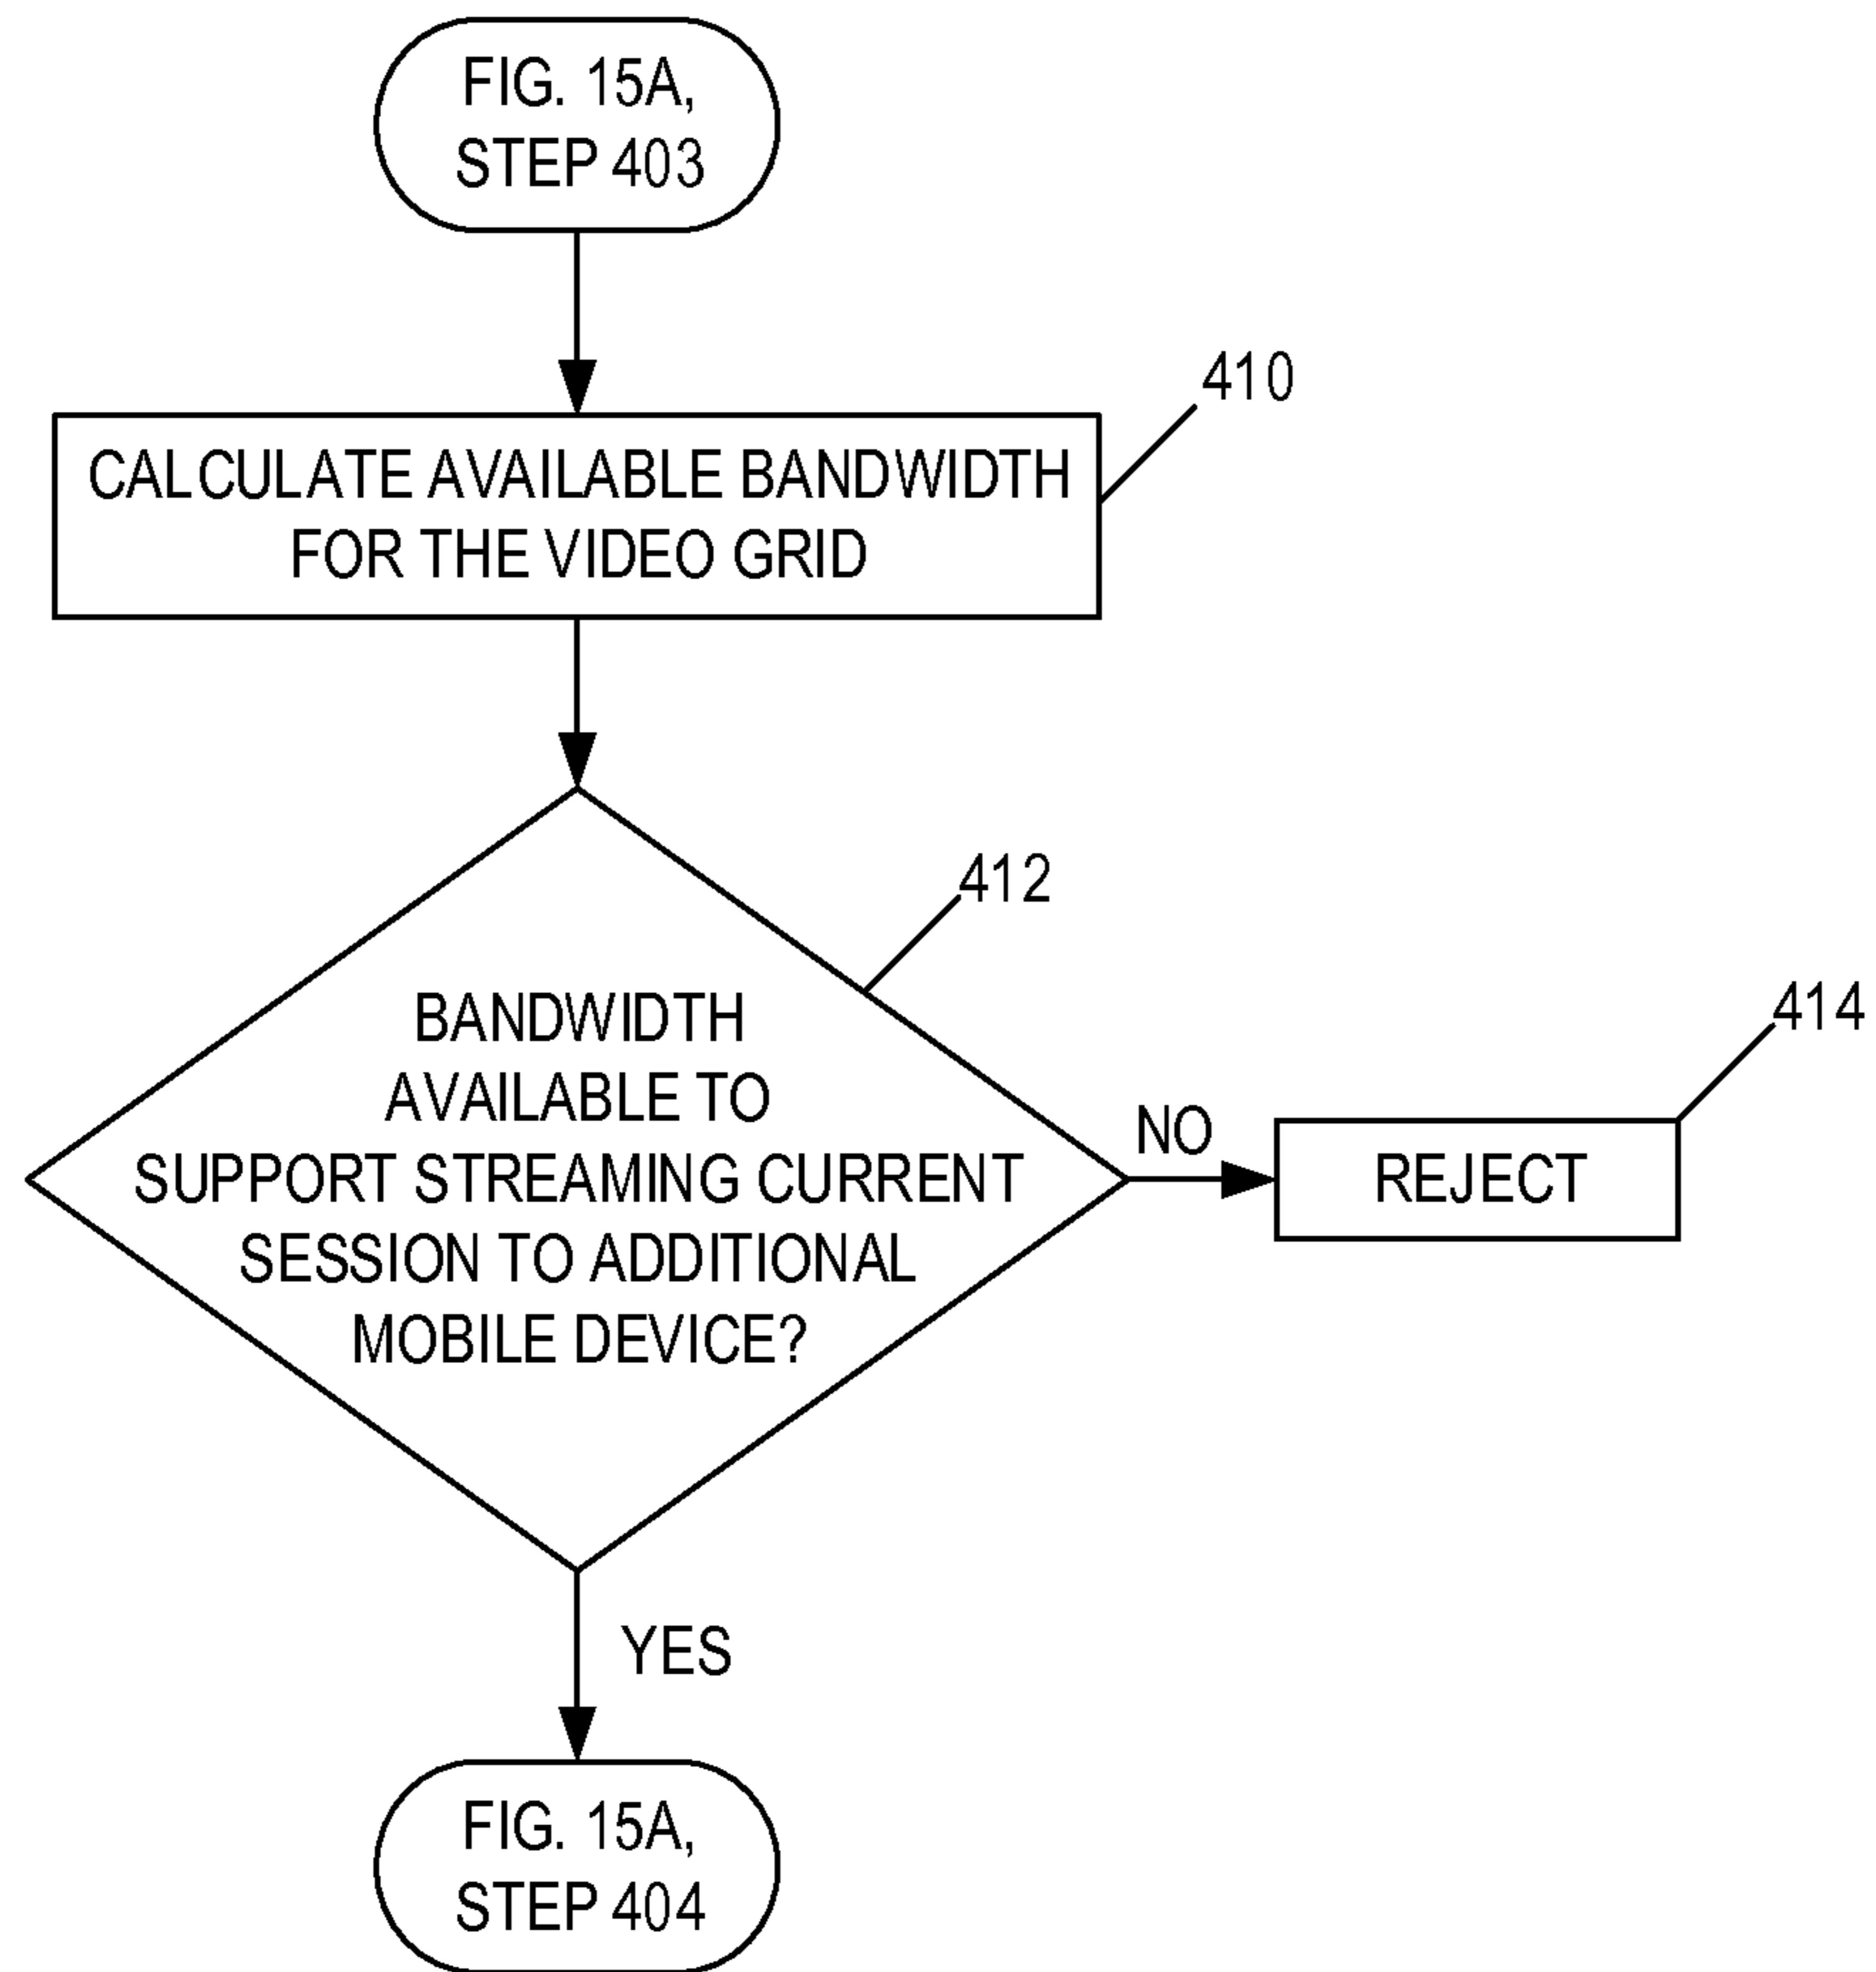 FIG. 15A,
STEP 403
410
CALCULATE AVAILABLE BANDWIDTH
FOR THE VIDEO GRID
412
BANDWIDTH
AVAILABLE TO
SUPPORT STREAMING CURRENT
SESSION TO ADDITIONAL
MOBILE DEVICE?
NO
414
REJECT
YES
FIG. 15A,
STEP 404